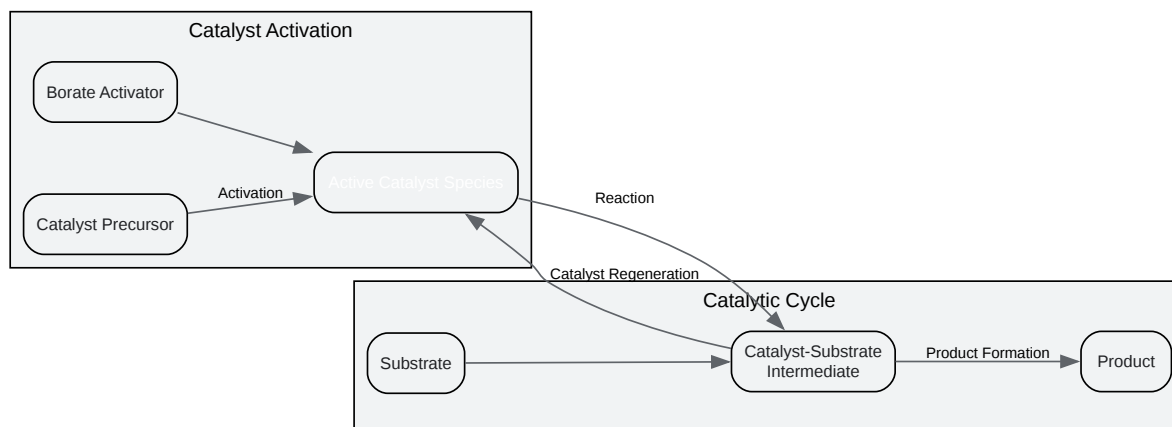 Catalyst Activation
Borate Activator
Active Catalyst Species
Activation
Catalyst Precursor
Reaction
Catalyst Regeneration
Catalytic Cycle
Substrate
Catalyst-Substrate
Intermediate
Product Formation
Product